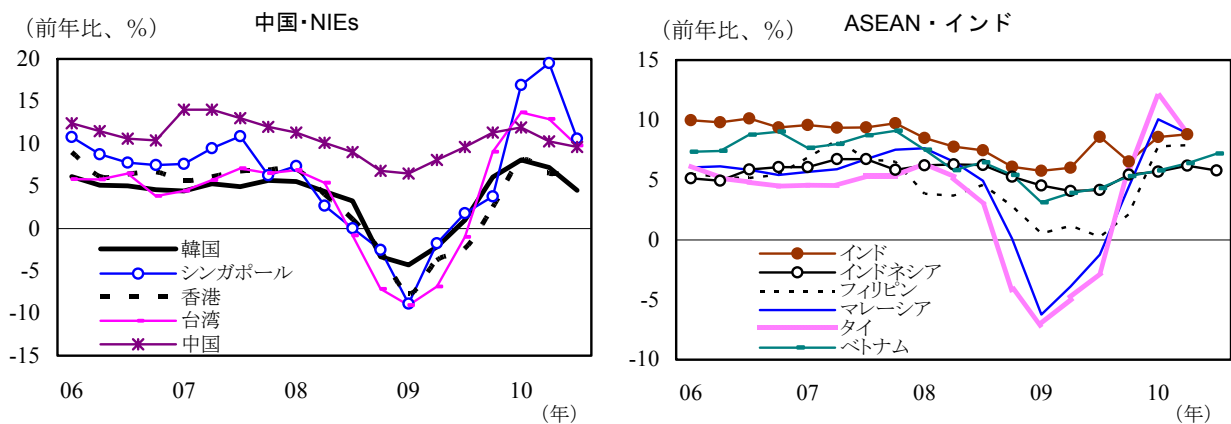 中国・NIEs
(前年比、%)
20
15
10
5
0
-5
-10
-15
韓国
シンガポール
香港
台湾
中国
06 07 08 09 10
(年)
ASEAN・インド
(前年比、%)
15
10
5
0
-5
-10
インド
インドネシア
フィリピン
マレーシア
タイ
ベトナム
06 07 08 09 10
(年)